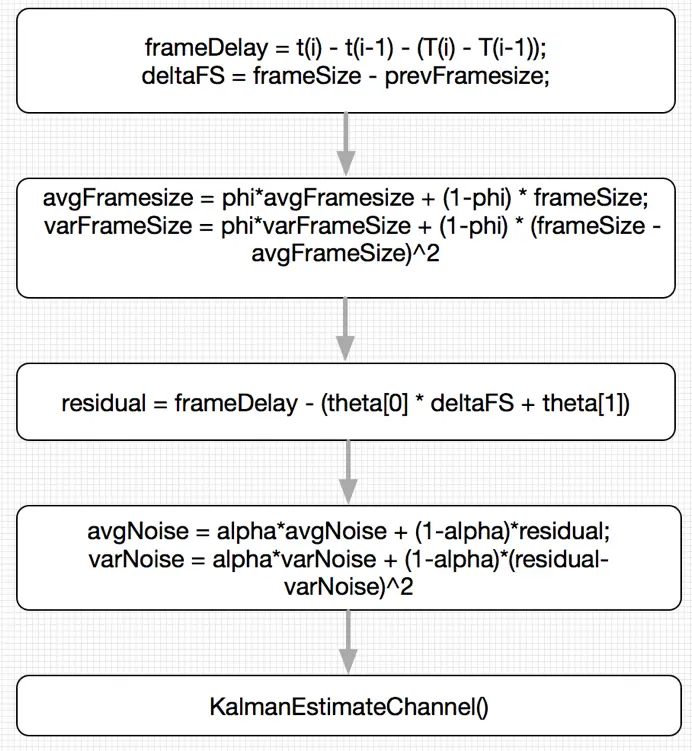 frameDelay = t(i) - t(i-1) - (T(i) - T(i-1));
deltaFS = frameSize - prevFramesize;
avgFramesize = phi*avgFramesize + (1-phi) * frameSize;
varFrameSize = phi*varFrameSize + (1-phi) * (frameSize -
avgFrameSize)^2
residual = frameDelay - (theta[0] * deltaFS + theta[1])
avgNoise = alpha*avgNoise + (1-alpha)*residual;
varNoise = alpha*varNoise + (1-alpha)*(residual-
varNoise)^2
KalmanEstimateChannel()